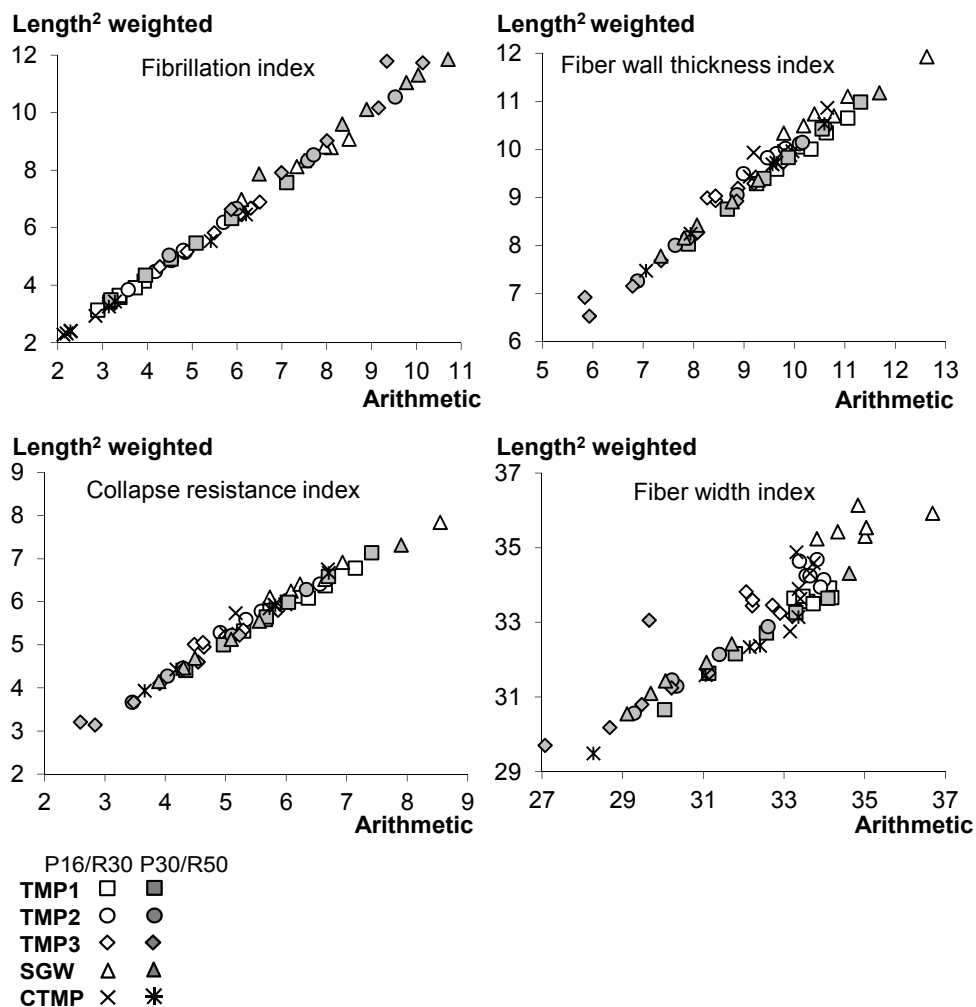 Length² weighted
Fibrillation index
12
10
8
6
4
2
2 3 4 5 6 7 8 9 10 11
Arithmetic
Length² weighted
Fiber wall thickness index
12
11
10
9
8
7
6
5 6 7 8 9 10 11 12 13
Arithmetic
Length² weighted
Collapse resistance index
9
8
7
6
5
4
3
2
2 3 4 5 6 7 8 9
Arithmetic
Length² weighted
Fiber width index
37
35
33
31
29
27 29 31 33 35 37
Arithmetic
P16/R30 P30/R50
TMP1
TMP2
TMP3
SGW
CTMP